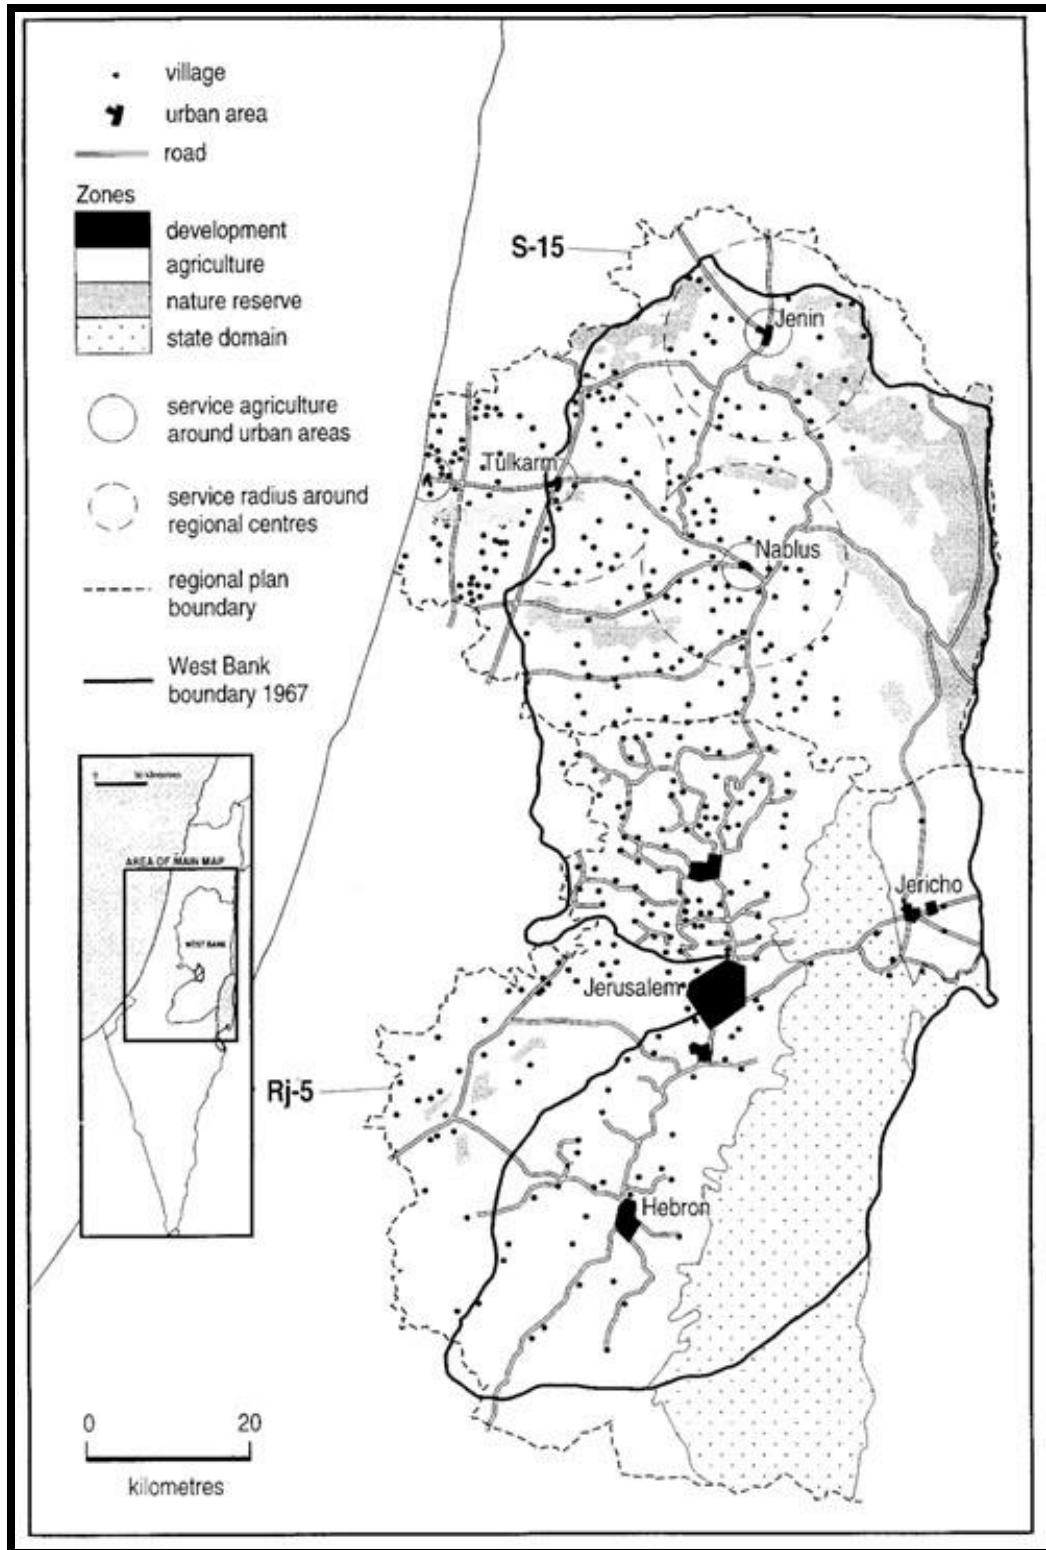 village
urban area
road
Zones
development
agriculture
nature reserve
state domain
service agriculture
around urban areas
service radius around
regional centres
regional plan
boundary
West Bank
boundary 1967
S-15
Jenin
Tulkarm
Nablus
Jericho
Jerusalem
Rj-5
Hebron
0
AREA OF MAIN MAP
WEST BANK
0 20
kilometres